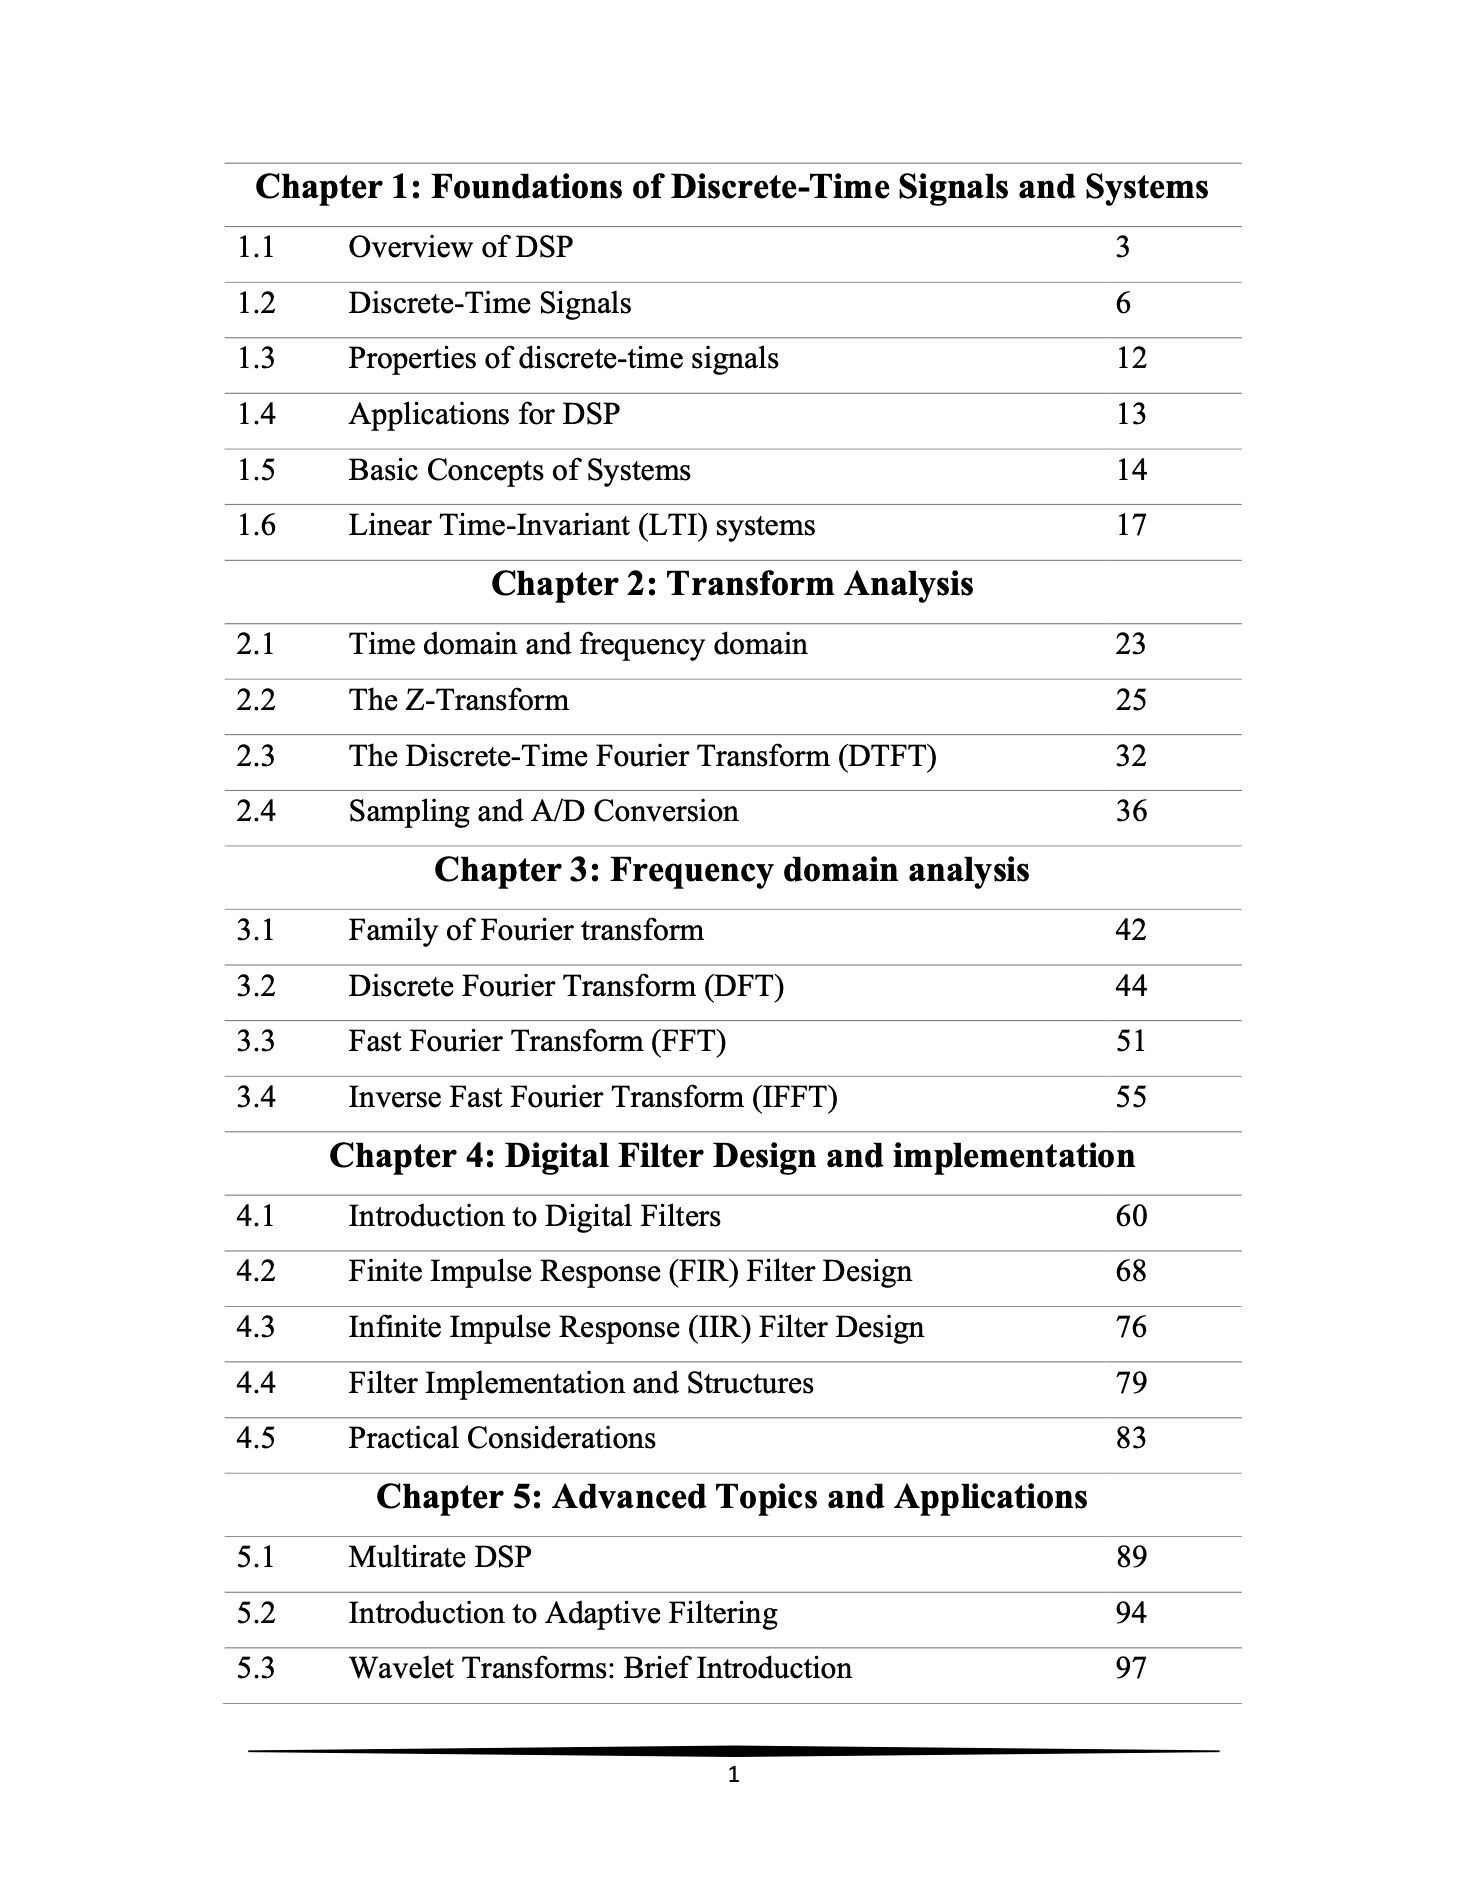 Chapter 1: Foundations of Discrete-Time Signals and Systems
1.1 Overview of DSP 3
1.2 Discrete-Time Signals 6
1.3 Properties of discrete-time signals 12
1.4 Applications for DSP 13
1.5 Basic Concepts of Systems 14
1.6 Linear Time-Invariant (LTI) systems 17
Chapter 2: Transform Analysis
2.1 Time domain and frequency domain 23
2.2 The Z-Transform 25
2.3 The Discrete-Time Fourier Transform (DTFT) 32
2.4 Sampling and A/D Conversion 36
Chapter 3: Frequency domain analysis
3.1 Family of Fourier transform 42
3.2 Discrete Fourier Transform (DFT) 44
3.3 Fast Fourier Transform (FFT) 51
3.4 Inverse Fast Fourier Transform (IFFT) 55
Chapter 4: Digital Filter Design and implementation
4.1 Introduction to Digital Filters 60
4.2 Finite Impulse Response (FIR) Filter Design 68
4.3 Infinite Impulse Response (IIR) Filter Design 76
4.4 Filter Implementation and Structures 79
4.5 Practical Considerations 83
Chapter 5: Advanced Topics and Applications
5.1 Multirate DSP 89
5.2 Introduction to Adaptive Filtering 94
5.3 Wavelet Transforms: Brief Introduction 97
1